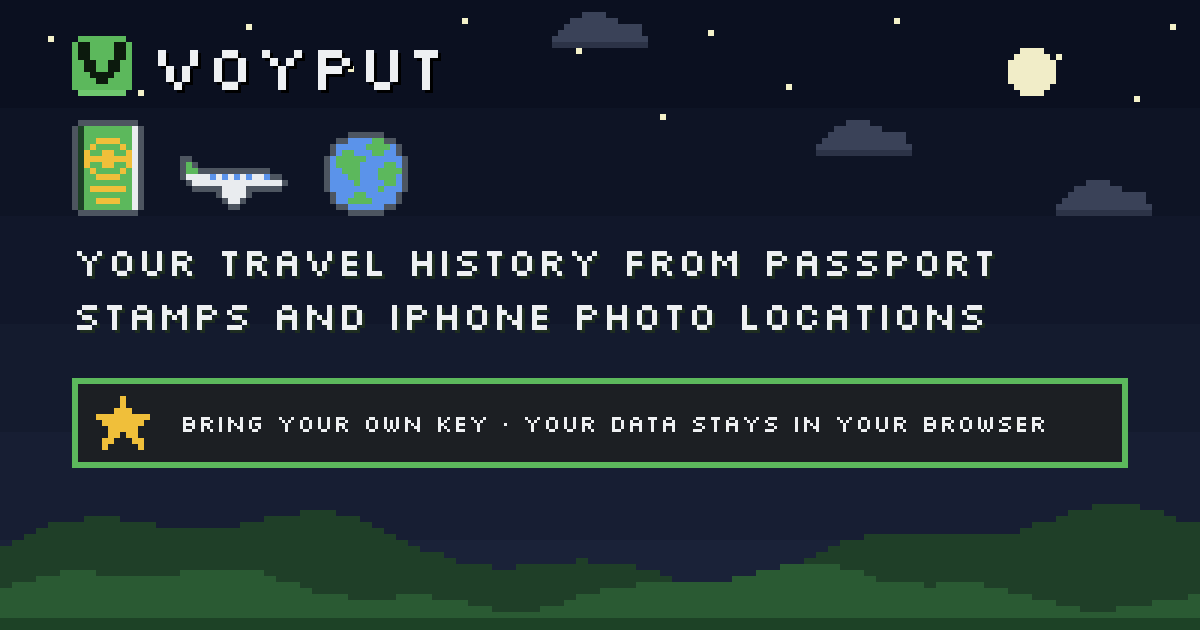 V
VOYPUT
YOUR TRAVEL HISTORY FROM PASSPORT
STAMPS AND IPHONE PHOTO LOCATIONS
BRING YOUR OWN KEY · YOUR DATA STAYS IN YOUR BROWSER